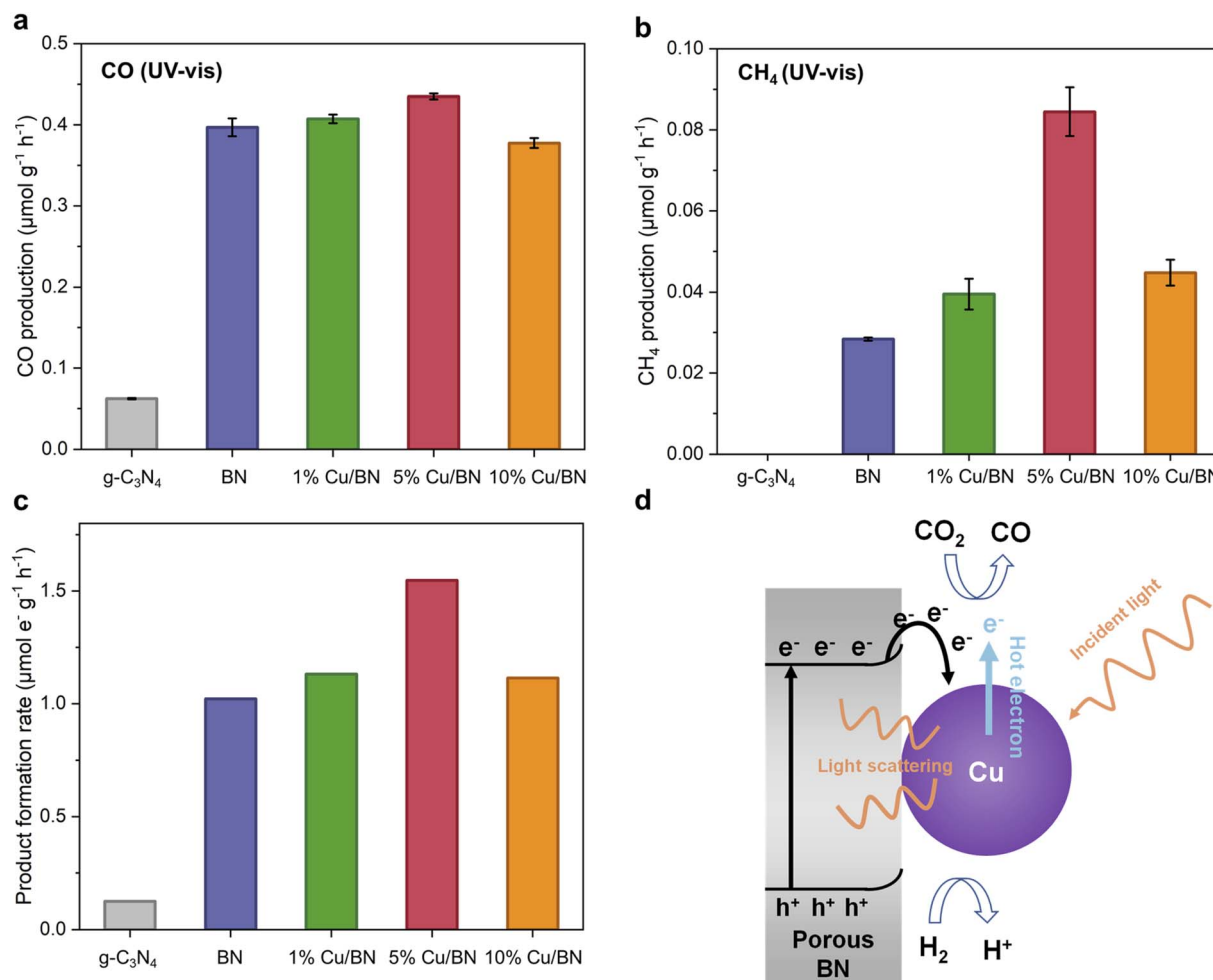 a
CO (UV-vis)
CO production (µmol g⁻¹ h⁻¹)
0.5
0.4
0.3
0.2
0.1
0.0
g-C₃N₄ BN 1% Cu/BN 5% Cu/BN 10% Cu/BN
b
CH₄ (UV-vis)
CH₄ production (µmol g⁻¹ h⁻¹)
0.10
0.08
0.06
0.04
0.02
0.00
g-C₃N₄ BN 1% Cu/BN 5% Cu/BN 10% Cu/BN
c
Product formation rate (µmol e⁻ g⁻¹ h⁻¹)
1.5
1.0
0.5
0.0
g-C₃N₄ BN 1% Cu/BN 5% Cu/BN 10% Cu/BN
d
CO₂ CO
Incident light
e⁻ e⁻ e⁻
e⁻ e⁻ e⁻ e⁻
Hot electron
Light scattering
Cu
h⁺ h⁺ h⁺
Porous
BN
H₂ H⁺